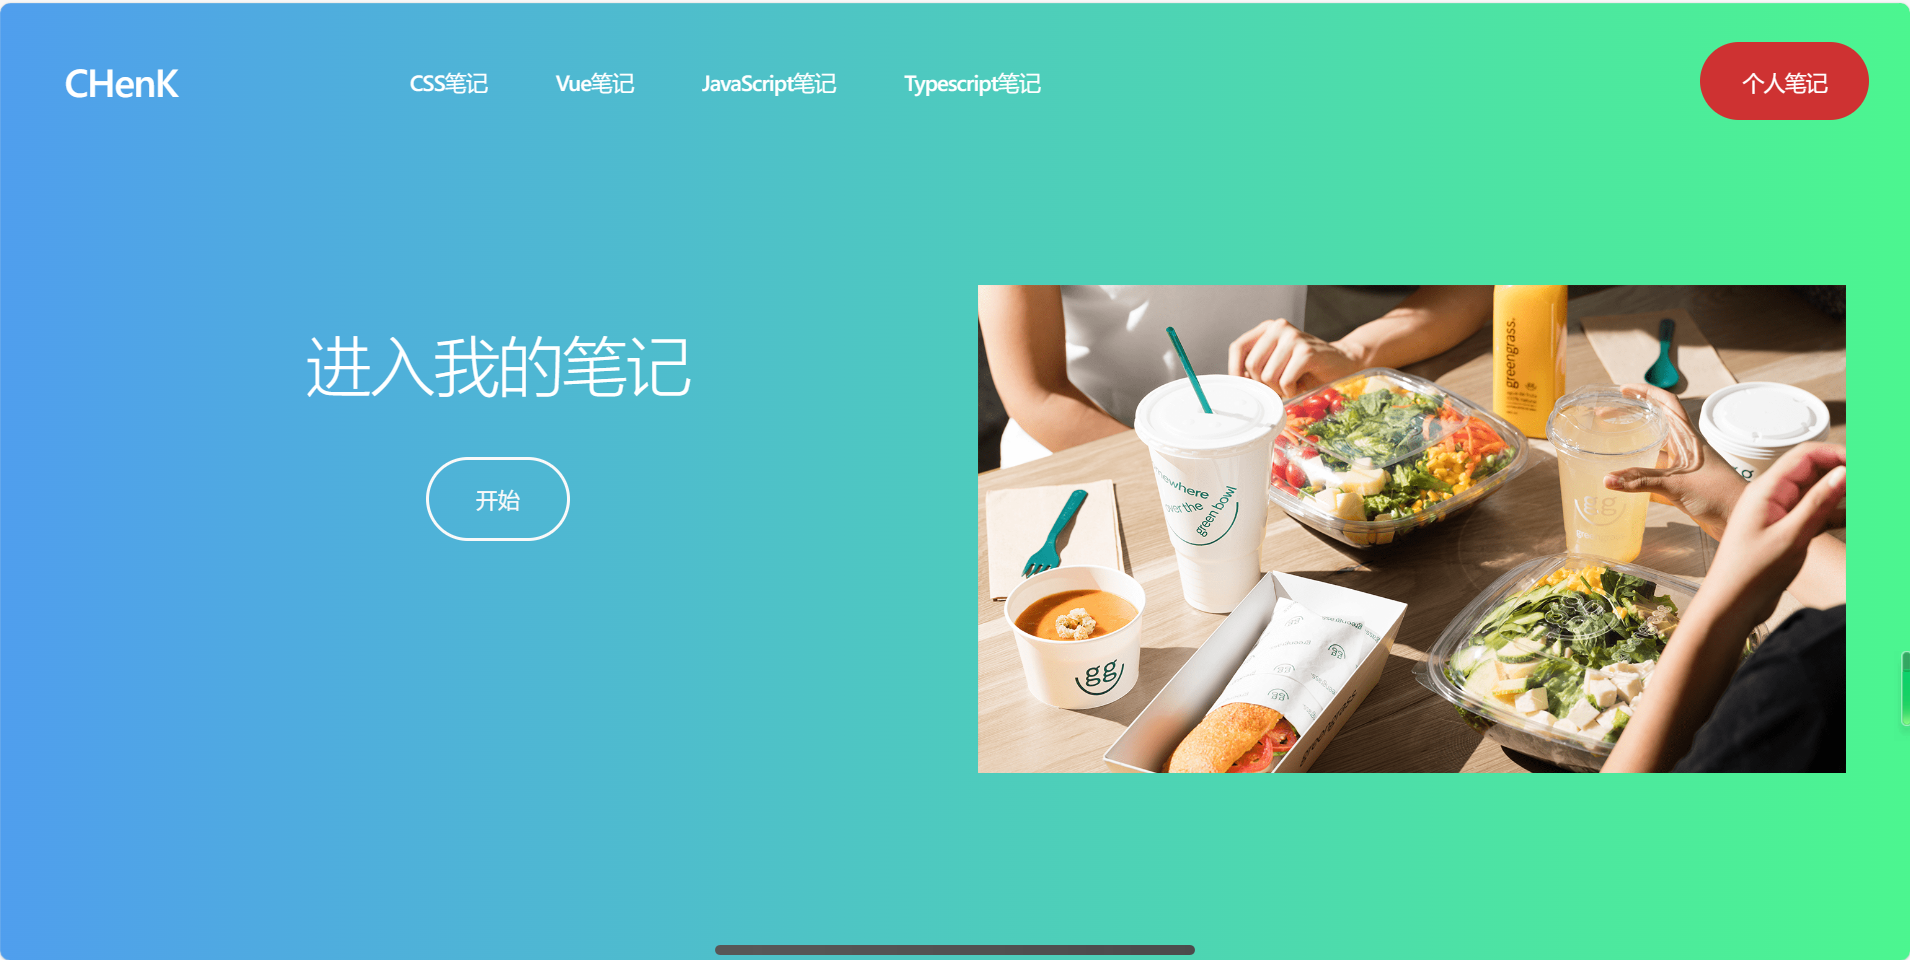 CHenK
CSS笔记
Vue笔记
JavaScript笔记
Typescript笔记
个人笔记
进入我的笔记
开始
greengrass.
omewhere
over the
green bowl
gg
gg
gg